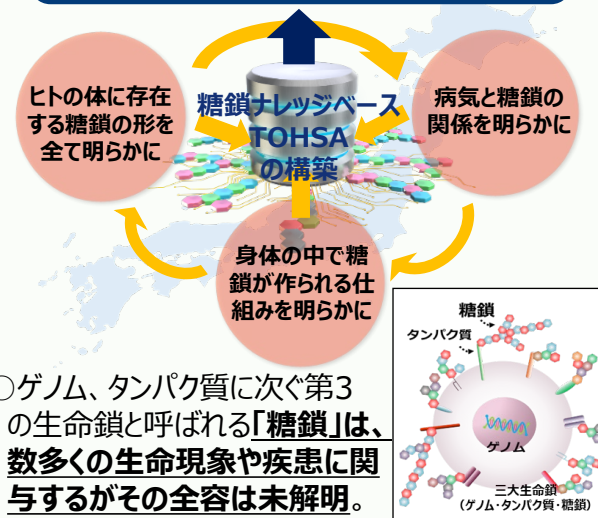 ヒトの体に存在
する糖鎖の形を
全て明らかに
糖鎖ナレッジベース
TOHSA
の構築
病気と糖鎖の
関係を明らかに
身体の中で糖
鎖が作られる仕
組みを明らかに
○ゲノム、タンパク質に次ぐ第3
の生命鎖と呼ばれる「糖鎖」は、
数多くの生命現象や疾患に関
与するがその全容は未解明。
糖鎖
タンパク質
ゲノム
三大生命鎖
(ゲノム・タンパク質・糖鎖)